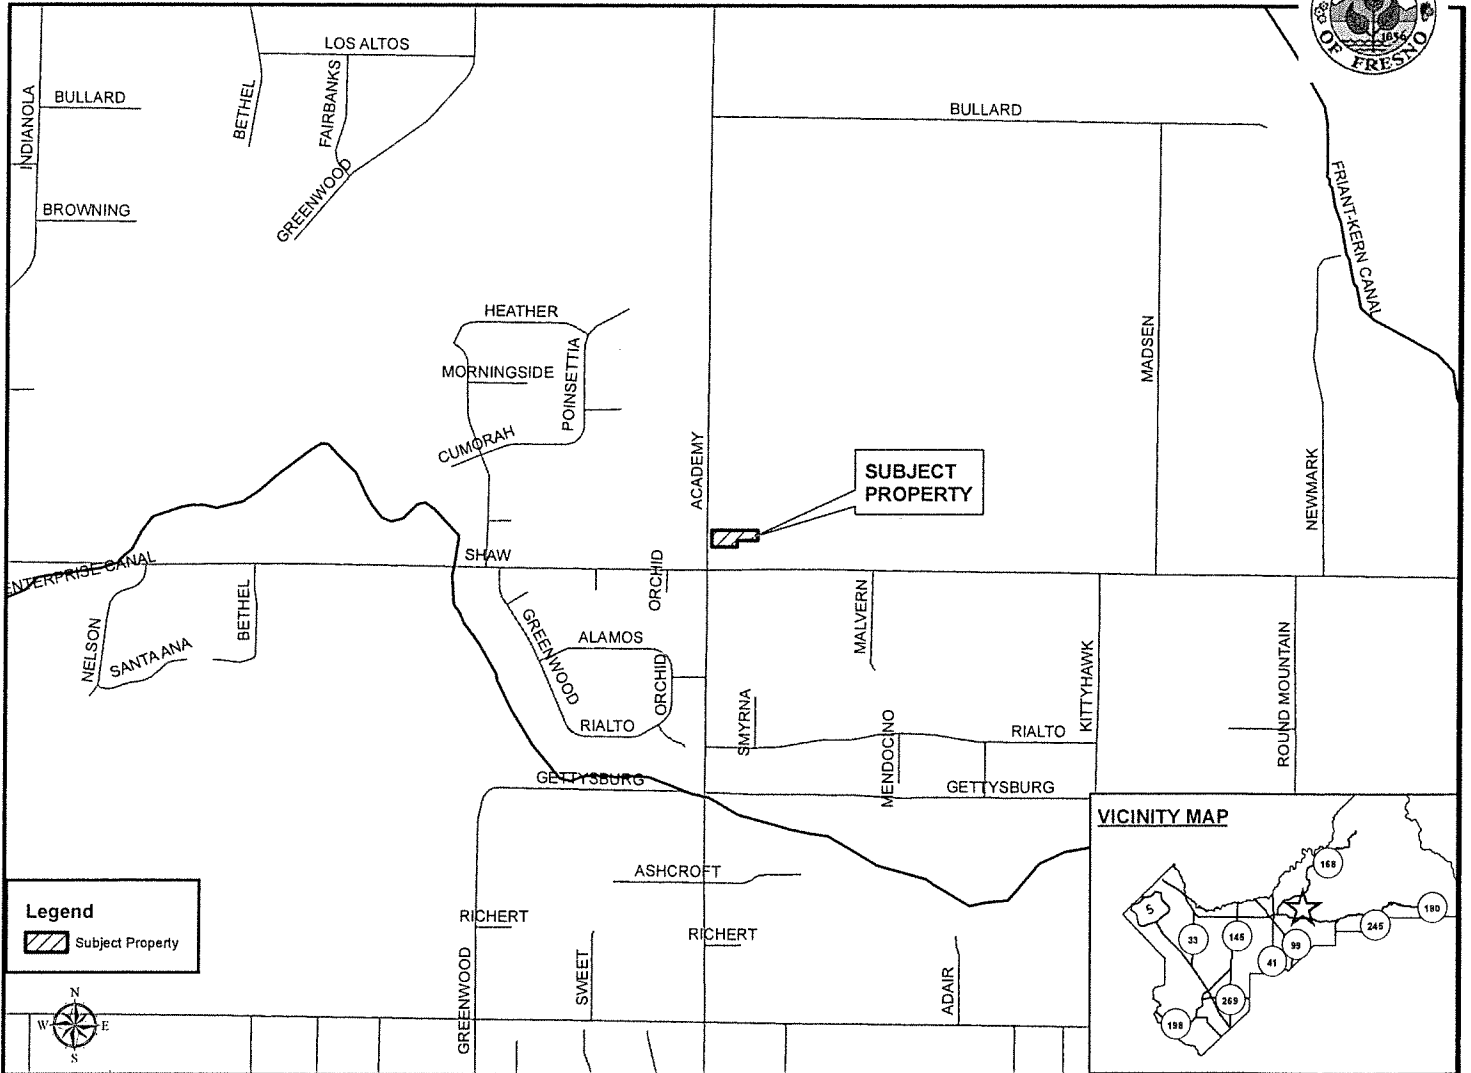 1856
OF FRESNO
LOS ALTOS
INDIANOLA
BULLARD
BETHEL
FAIRBANKS
GREENWOOD
BROWNING
BULLARD
FRIANT-KERN CANAL
HEATHER
MORNINGSIDE
POINSETTIA
CUMORAH
ACADEMY
MADSEN
NEWMARK
SUBJECT
PROPERTY
ENTERPRISE CANAL
SHAW
ORCHID
NELSON
SANTA ANA
BETHEL
GREENWOOD
ALAMOS
ORCHID
RIALTO
MALVERN
KITTYHAWK
ROUND MOUNTAIN
SMYRNA
MENDOCINO
RIALTO
GETTYSBURG
GETTYSBURG
ASHCROFT
RICHERT
RICHERT
GREENWOOD
SWEET
ADAIR
VICINITY MAP
168
5
180
245
33
145
99
41
269
198
Legend
Subject Property
N
W
E
S